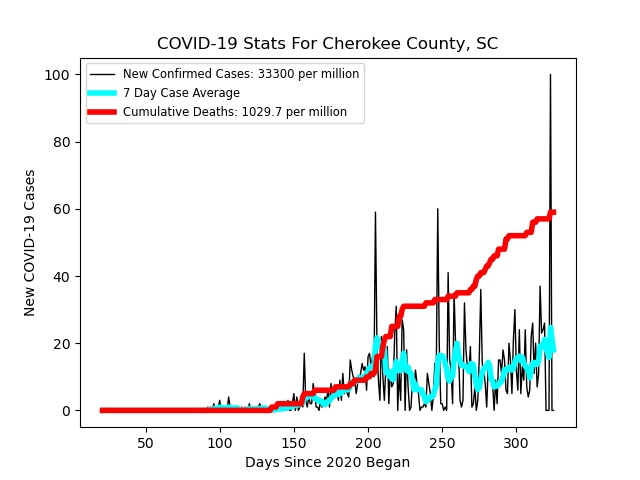 COVID-19 Stats For Cherokee County, SC
New Confirmed Cases: 33300 per million
7 Day Case Average
Cumulative Deaths: 1029.7 per million
New COVID-19 Cases
100
80
60
40
20
0
50 100 150 200 250 300
Days Since 2020 Began